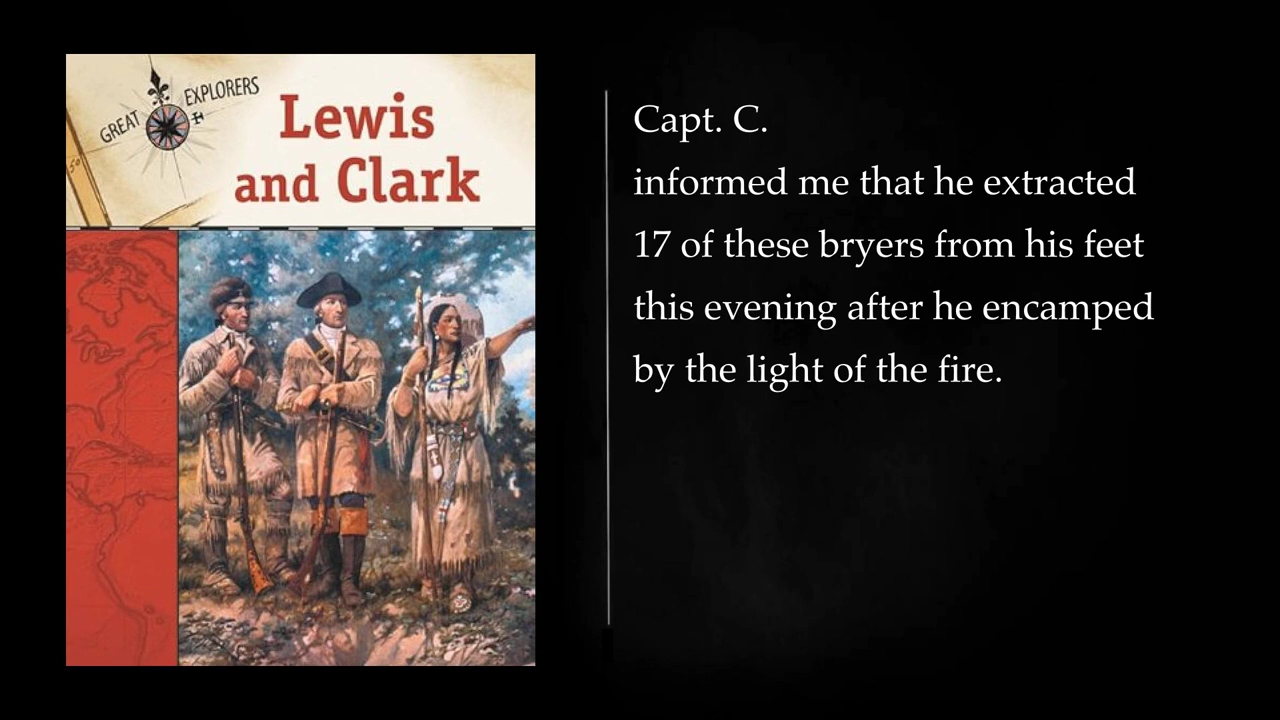 GREAT EXPLORERS
Lewis
and Clark
50
Capt. C.
informed me that he extracted
17 of these bryers from his feet
this evening after he encamped
by the light of the fire.